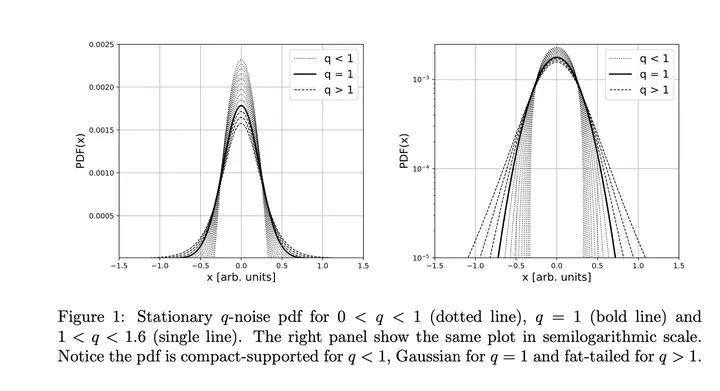 0.0025
0.0020
0.0015
0.0010
0.0005
PDF(x)
q < 1
q = 1
q > 1
−1.5 −1.0 −0.5 0.0 0.5 1.0 1.5
x [arb. units]
10⁻³
10⁻⁴
10⁻⁵
PDF(x)
q < 1
q = 1
q > 1
−1.5 −1.0 −0.5 0.0 0.5 1.0 1.5
x [arb. units]
Figure 1: Stationary q-noise pdf for 0 < q < 1 (dotted line), q = 1 (bold line) and
1 < q < 1.6 (single line). The right panel show the same plot in semilogarithmic scale.
Notice the pdf is compact-supported for q < 1, Gaussian for q = 1 and fat-tailed for q > 1.